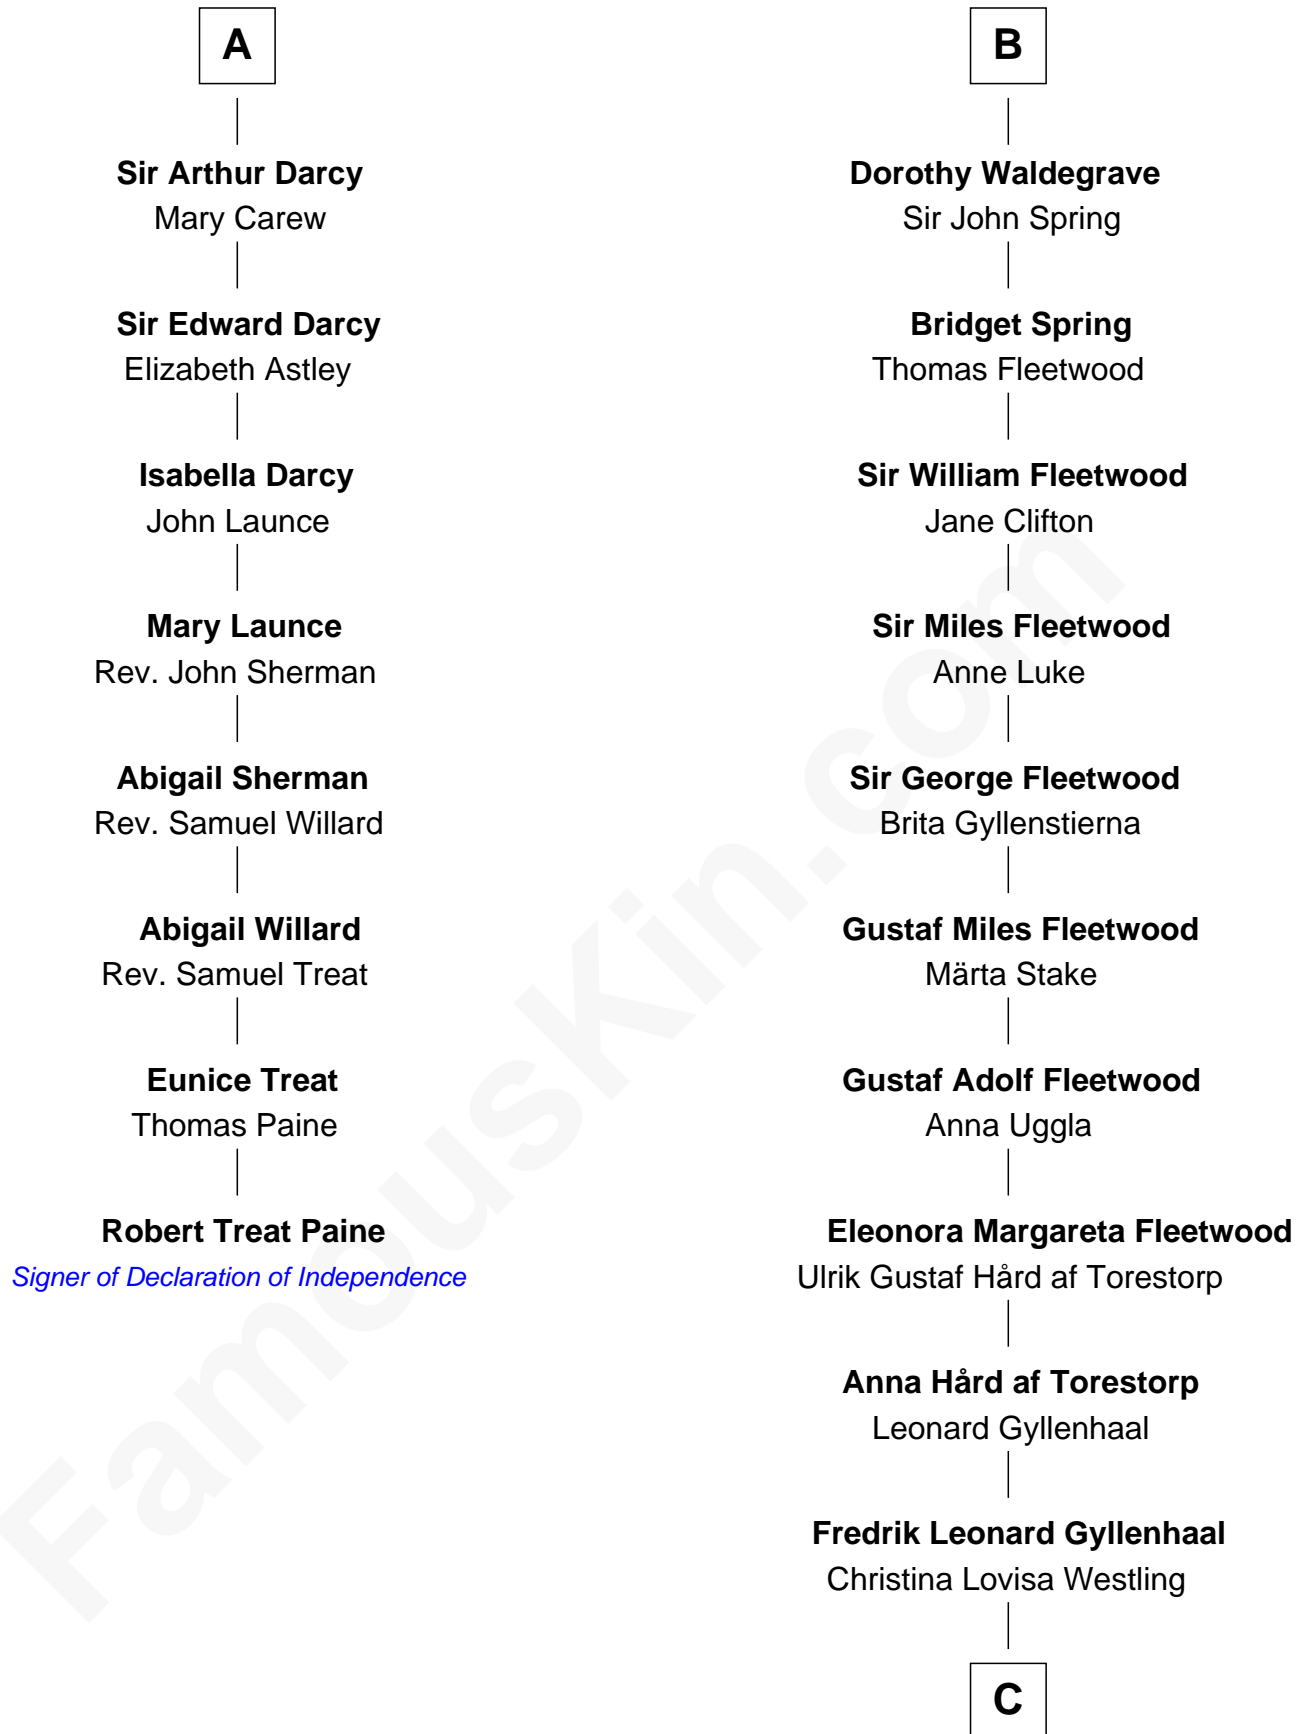 A
Sir Arthur Darcy
Mary Carew
Sir Edward Darcy
Elizabeth Astley
Isabella Darcy
John Launce
Mary Launce
Rev. John Sherman
Abigail Sherman
Rev. Samuel Willard
Abigail Willard
Rev. Samuel Treat
Eunice Treat
Thomas Paine
Robert Treat Paine
Signer of Declaration of Independence
B
Dorothy Waldegrave
Sir John Spring
Bridget Spring
Thomas Fleetwood
Sir William Fleetwood
Jane Clifton
Sir Miles Fleetwood
Anne Luke
Sir George Fleetwood
Brita Gyllenstierna
Gustaf Miles Fleetwood
Märta Stake
Gustaf Adolf Fleetwood
Anna Uggla
Eleonora Margareta Fleetwood
Ulrik Gustaf Hård af Torestorp
Anna Hård af Torestorp
Leonard Gyllenhaal
Fredrik Leonard Gyllenhaal
Christina Lovisa Westling
C
FamousKin.com